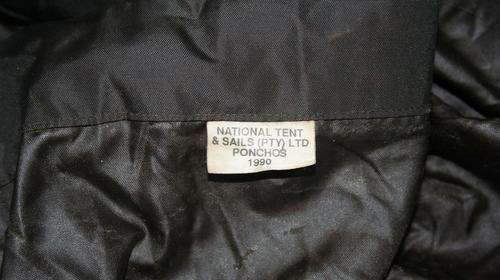 NATIONAL TENT
& SAILS (PTY) LTD
PONCHOS
1990